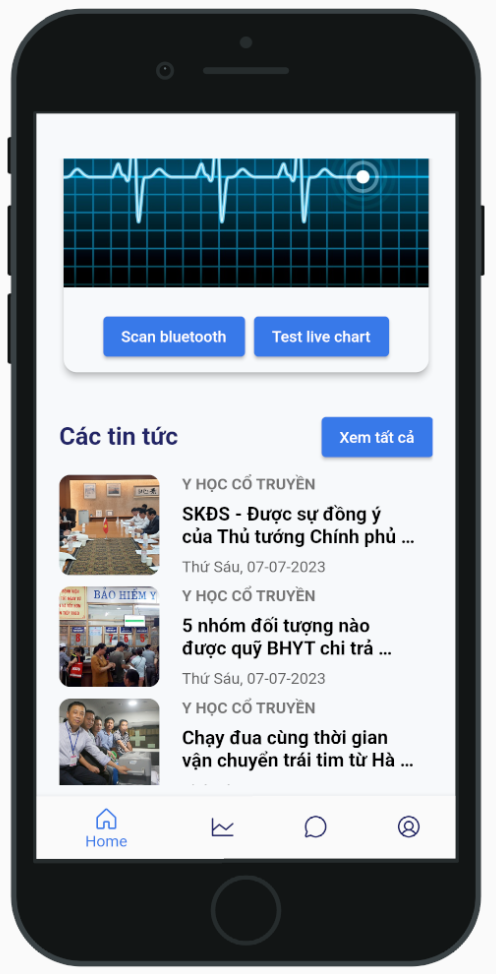 Scan bluetooth
Test live chart
Các tin tức
Xem tất cả
Y HỌC CỔ TRUYỀN
SKĐS - Được sự đồng ý
của Thủ tướng Chính phủ ...
Thứ Sáu, 07-07-2023
BẢO HIỂM Y
Y HỌC CỔ TRUYỀN
5 nhóm đối tượng nào
được quỹ BHYT chi trả ...
Thứ Sáu, 07-07-2023
Y HỌC CỔ TRUYỀN
Chạy đua cùng thời gian
vận chuyển trái tim từ Hà ...
Home